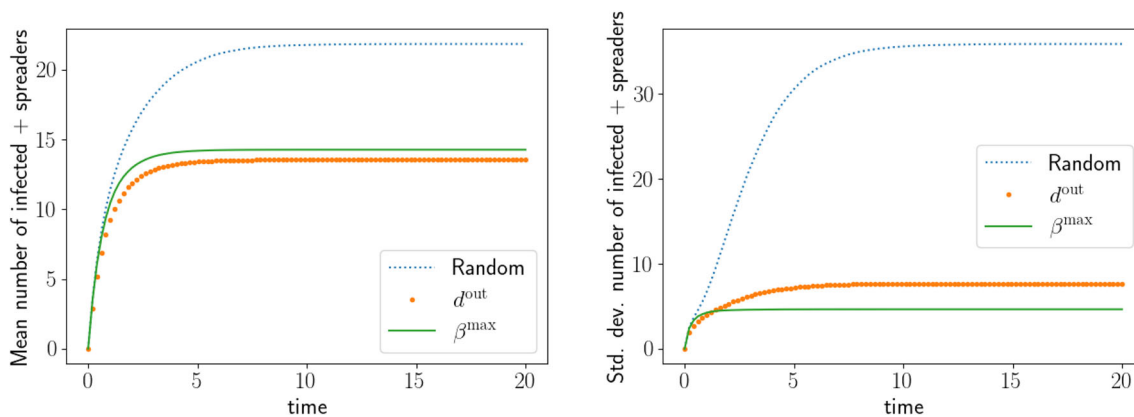 Mean number of infected + spreaders
20
15
10
5
0
0 5 10 15 20
time
Random
d^out
β^max
Std. dev. number of infected + spreaders
30
20
10
0
0 5 10 15 20
time
Random
d^out
β^max